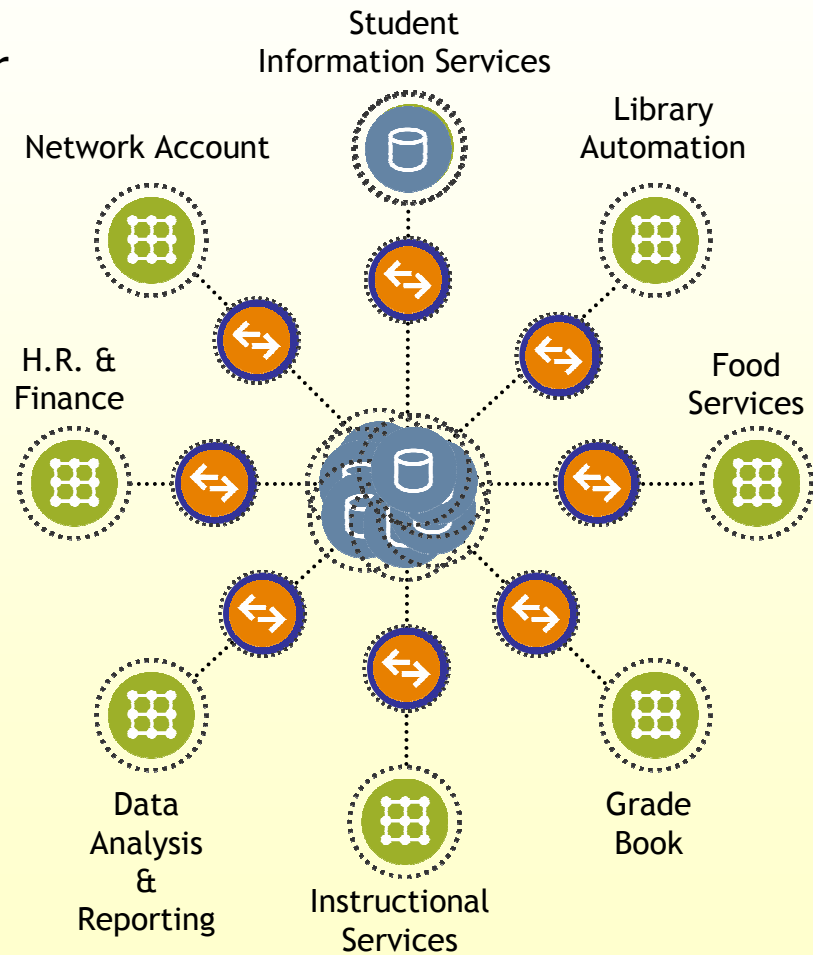 Student
Information Services
r
Library
Automation
Network Account
H.R. &
Finance
Food
Services
Data
Analysis
&
Reporting
Grade
Book
Instructional
Services